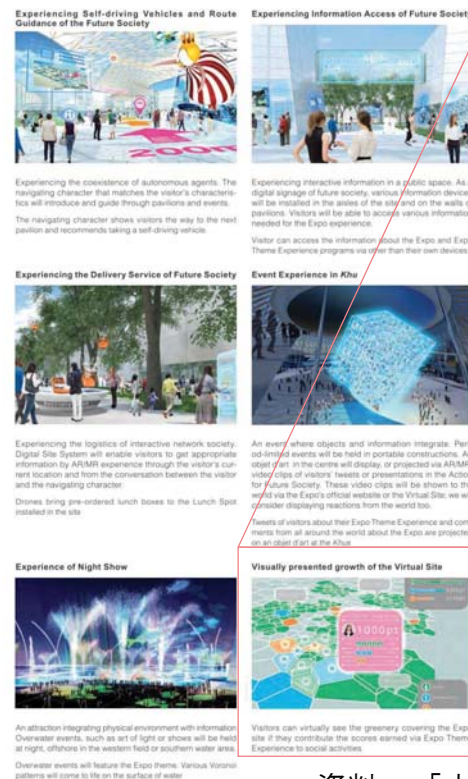 Experiencing Self-driving Vehicles and Route
Guidance of the Future Society
Experiencing the coexistence of autonomous agents. The
navigating character that matches the visitor's characteris-
tics will introduce and guide through pavilions and events.
The navigating character shows visitors the way to the next
pavilion and recommends taking a self-driving vehicle.
Experiencing Information Access of Future Society
Experiencing interactive information in a public space. As
digital signage of future society, various information device
will be installed in the aisles of the site and on the walls o
pavilions. Visitors will be able to access various information
needed for the Expo experience.
Visitor can access the information about the Expo and Exp
Theme Experience programs via other than their own devices
Experiencing the Delivery Service of Future Society
Experiencing the logistics of interactive network society.
Digital Site System will enable visitors to get appropriate
information by AR/MR experience through the visitor's cur-
rent location and from the conversation between the visitor
and the navigating character.
Drones bring pre-ordered lunch boxes to the Lunch Spot
installed in the site
Event Experience in Khu
An event where objects and information integrate. Peri
od-limited events will be held in portable constructions. A
objet d'art in the centre will display, or projected via AR/MR
video clips of visitors' tweets or presentations in the Action
for Future Society. These video clips will be shown to th
world via the Expo's official website or the Virtual Site; we w
consider displaying reactions from the world too.
Tweets of visitors about their Expo Theme Experience and com
ments from all around the world about the Expo are projected
on an objet d'art at the Khus
Experience of Night Show
An attraction integrating physical environment with information
Overwater events, such as art of light or shows will be held
at night, offshore in the western field or southern water area.
Overwater events will feature the Expo theme. Various Voronoi
patterns will come to life on the surface of water
Visually presented growth of the Virtual Site
1000pt
Visitors can virtually see the greenery covering the Exp
site if they contribute the scores earned via Expo Them
Experience to social activities